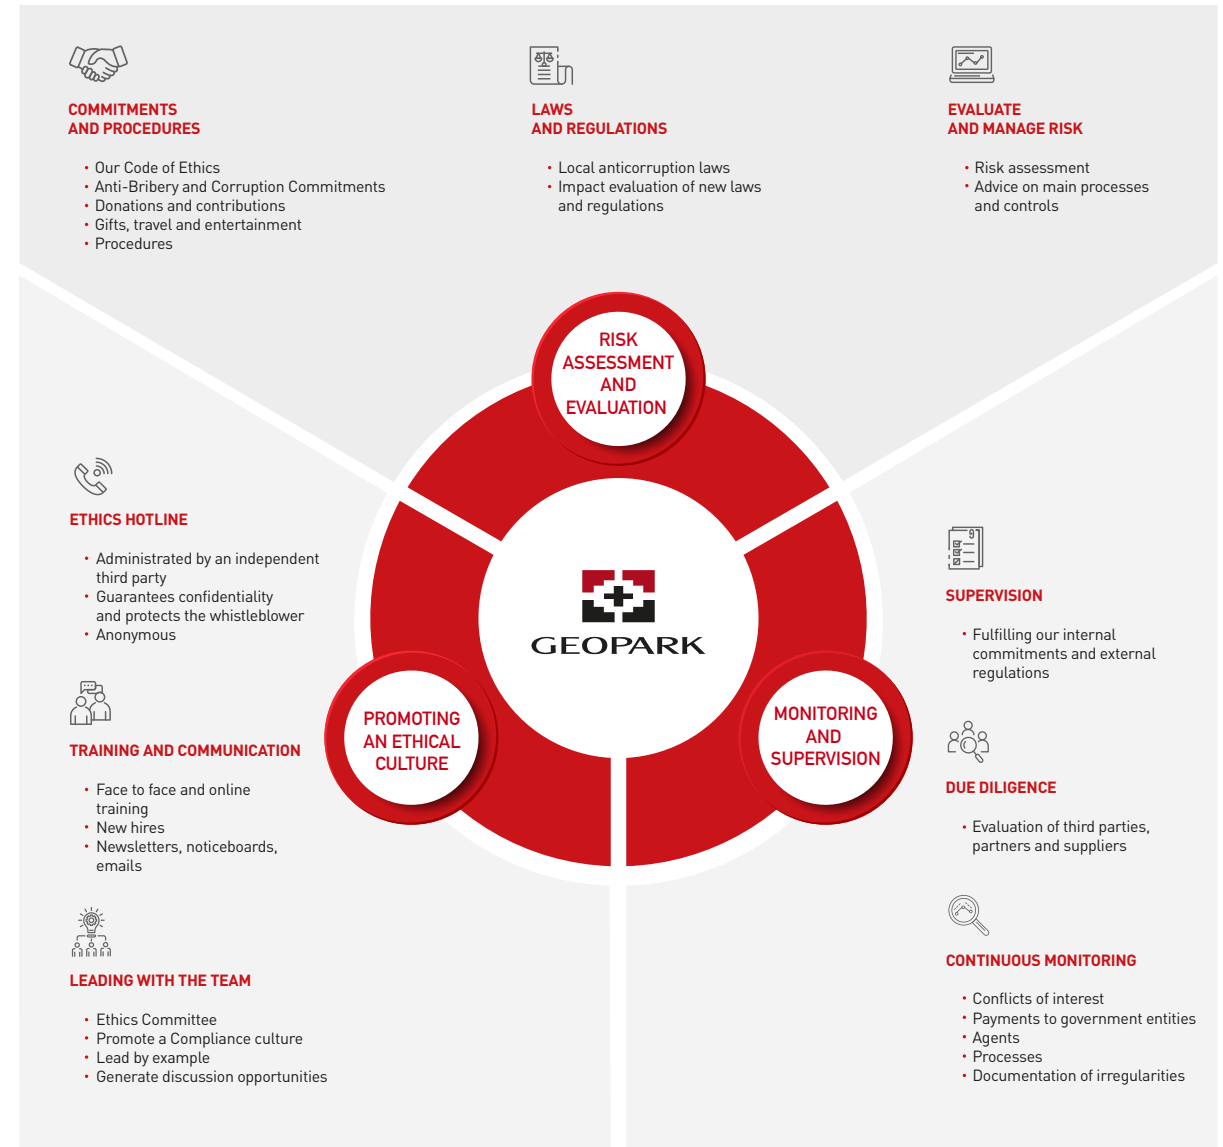 COMMITMENTS
AND PROCEDURES
• Our Code of Ethics
• Anti-Bribery and Corruption Commitments
• Donations and contributions
• Gifts, travel and entertainment
• Procedures
LAWS
AND REGULATIONS
• Local anticorruption laws
• Impact evaluation of new laws
and regulations
EVALUATE
AND MANAGE RISK
• Risk assessment
• Advice on main processes
and controls
RISK
ASSESSMENT
AND
EVALUATION
ETHICS HOTLINE
• Administrated by an independent
third party
• Guarantees confidentiality
and protects the whistleblower
• Anonymous
TRAINING AND COMMUNICATION
• Face to face and online
training
• New hires
• Newsletters, noticeboards,
emails
LEADING WITH THE TEAM
• Ethics Committee
• Promote a Compliance culture
• Lead by example
• Generate discussion opportunities
PROMOTING
AN ETHICAL
CULTURE
GEOPARK
MONITORING
AND
SUPERVISION
9
SUPERVISION
• Fulfilling our internal
commitments and external
regulations
DUE DILIGENCE
• Evaluation of third parties,
partners and suppliers
CONTINUOUS MONITORING
• Conflicts of interest
• Payments to government entities
• Agents
• Processes
• Documentation of irregularities